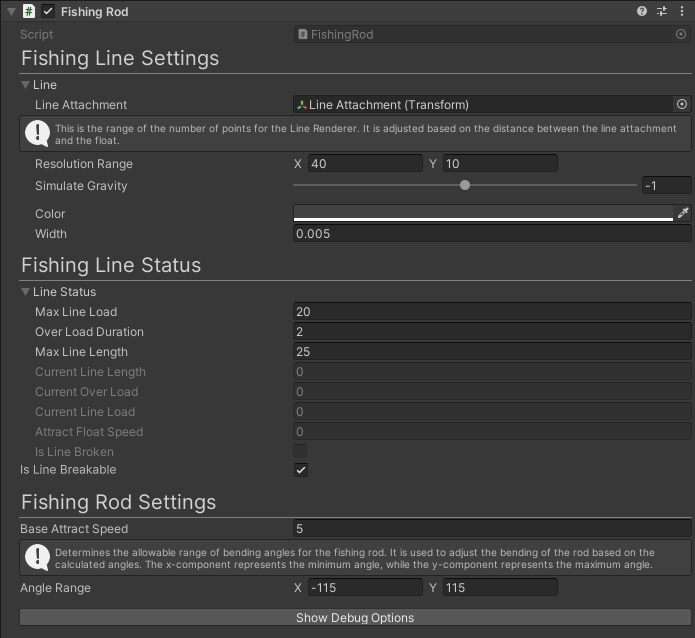 Fishing Rod
Script FishingRod
Fishing Line Settings
Line
Line Attachment Line Attachment (Transform)
This is the range of the number of points for the Line Renderer. It is adjusted based on the distance between the line attachment
and the float.
Resolution Range X 40 Y 10
Simulate Gravity -1
Color
Width 0.005
Fishing Line Status
Line Status
Max Line Load 20
Over Load Duration 2
Max Line Length 25
Current Line Length 0
Current Over Load 0
Current Line Load 0
Attract Float Speed 0
Is Line Broken
Is Line Breakable
Fishing Rod Settings
Base Attract Speed 5
Determines the allowable range of bending angles for the fishing rod. It is used to adjust the bending of the rod based on the
calculated angles. The x-component represents the minimum angle, while the y-component represents the maximum angle.
Angle Range X -115 Y 115
Show Debug Options